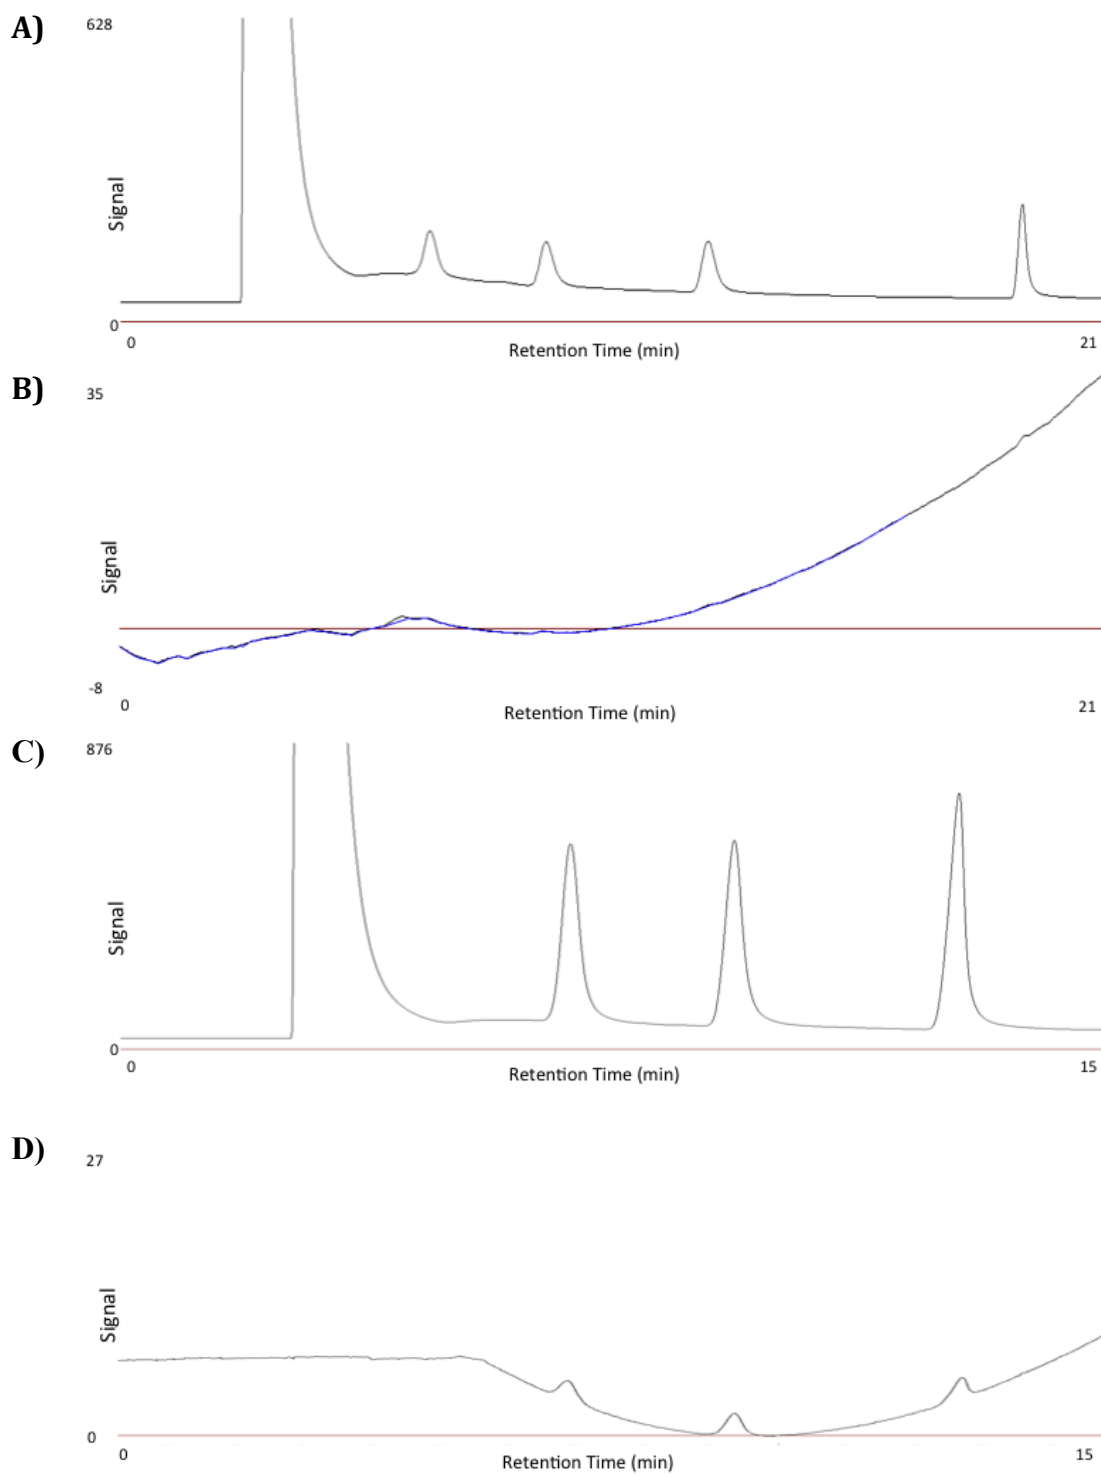 A)
628
Signal
0
0
21
Retention Time (min)
B)
35
Signal
-8
0
21
Retention Time (min)
C)
876
Signal
0
0
15
Retention Time (min)
D)
27
Signal
0
0
15
Retention Time (min)